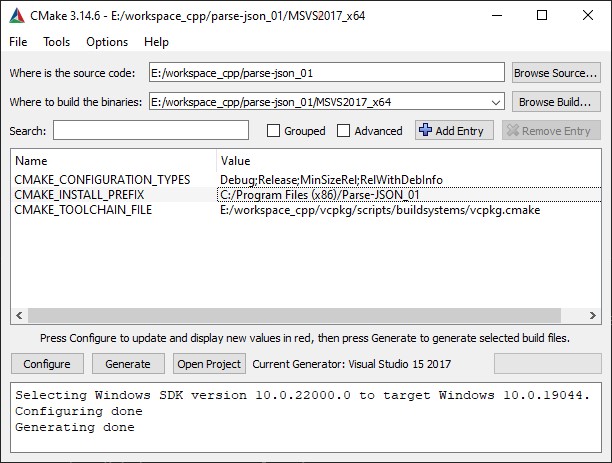 CMake 3.14.6 - E:/workspace_cpp/parse-json_01/MSVS2017_x64
File Tools Options Help
Where is the source code: E:/workspace_cpp/parse-json_01 Browse Source...
Where to build the binaries: E:/workspace_cpp/parse-json_01/MSVS2017_x64 Browse Build...
Search: Grouped Advanced Add Entry Remove Entry
Name Value
CMAKE_CONFIGURATION_TYPES Debug;Release;MinSizeRel;RelWithDebInfo
CMAKE_INSTALL_PREFIX C:/Program Files (x86)/Parse-JSON_01
CMAKE_TOOLCHAIN_FILE E:/workspace_cpp/vcpkg/scripts/buildsystems/vcpkg.cmake
Press Configure to update and display new values in red, then press Generate to generate selected build files.
Configure Generate Open Project Current Generator: Visual Studio 15 2017
Selecting Windows SDK version 10.0.22000.0 to target Windows 10.0.19044.
Configuring done
Generating done